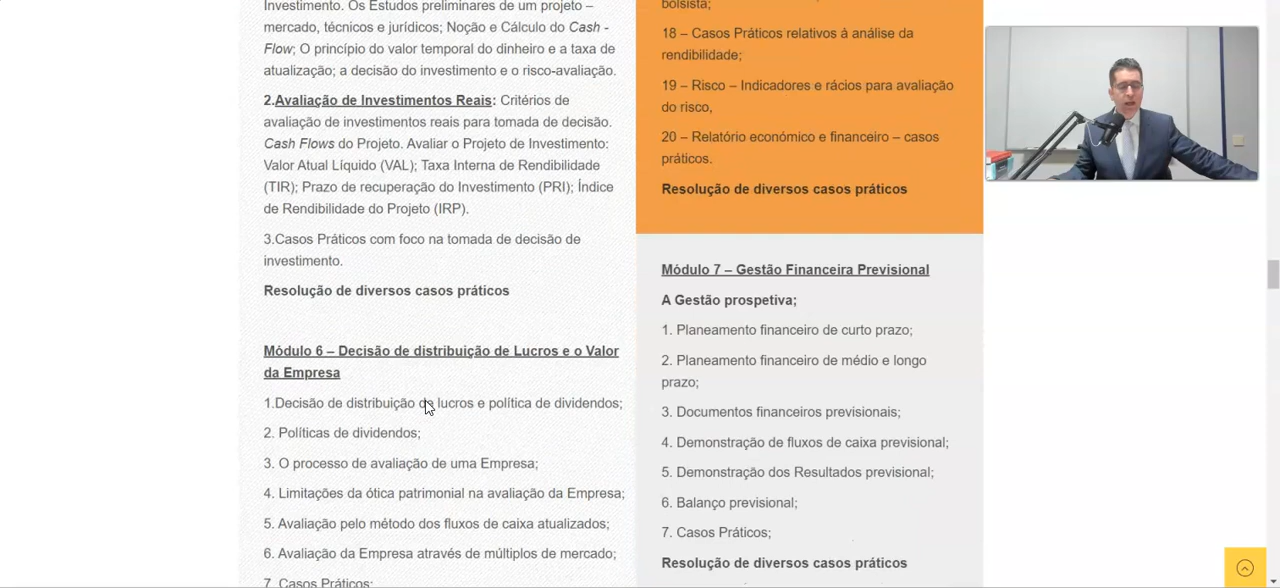 Investimento. Os Estudos preliminares de um projeto –
mercado, técnicos e jurídicos; Noção e Cálculo do Cash -
Flow; O princípio do valor temporal do dinheiro e a taxa de
atualização; a decisão do investimento e o risco-avaliação.
2.Avaliação de Investimentos Reais: Critérios de
avaliação de investimentos reais para tomada de decisão.
Cash Flows do Projeto. Avaliar o Projeto de Investimento:
Valor Atual Líquido (VAL); Taxa Interna de Rendibilidade
(TIR); Prazo de recuperação do Investimento (PRI); Índice
de Rendibilidade do Projeto (IRP).
3.Casos Práticos com foco na tomada de decisão de
investimento.
Resolução de diversos casos práticos
Módulo 6 – Decisão de distribuição de Lucros e o Valor
da Empresa
1.Decisão de distribuição de lucros e política de dividendos;
2. Políticas de dividendos;
3. O processo de avaliação de uma Empresa;
4. Limitações da ótica patrimonial na avaliação da Empresa;
5. Avaliação pelo método dos fluxos de caixa atualizados;
6. Avaliação da Empresa através de múltiplos de mercado;
7. Casos Práticos;
bolsista;
18 – Casos Práticos relativos á análise da
rendibilidade;
19 – Risco – Indicadores e rácios para avaliação
do risco,
20 – Relatório económico e financeiro – casos
práticos.
Resolução de diversos casos práticos
Módulo 7 – Gestão Financeira Previsional
A Gestão prospetiva;
1. Planeamento financeiro de curto prazo;
2. Planeamento financeiro de médio e longo
prazo;
3. Documentos financeiros previsionais;
4. Demonstração de fluxos de caixa previsional;
5. Demonstração dos Resultados previsional;
6. Balanço previsional;
7. Casos Práticos;
Resolução de diversos casos práticos